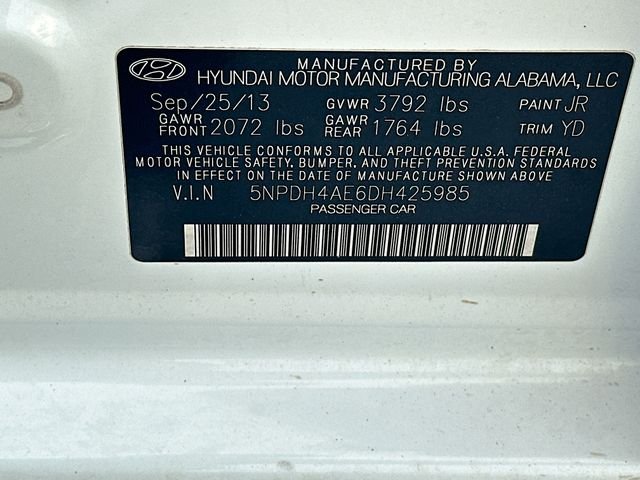 MANUFACTURED BY
HYUNDAI MOTOR MANUFACTURING ALABAMA, LLC
Sep/25/13 GVWR 3792 lbs PAINT JR
GAWR FRONT 2072 lbs GAWR REAR 1764 lbs TRIM YD
THIS VEHICLE CONFORMS TO ALL APPLICABLE U.S.A. FEDERAL
MOTOR VEHICLE SAFETY, BUMPER, AND THEFT PREVENTION STANDARDS
IN EFFECT ON THE DATE OF MANUFACTURE SHOWN ABOVE.
V.I.N 5NPDH4AE6DH425985
PASSENGER CAR